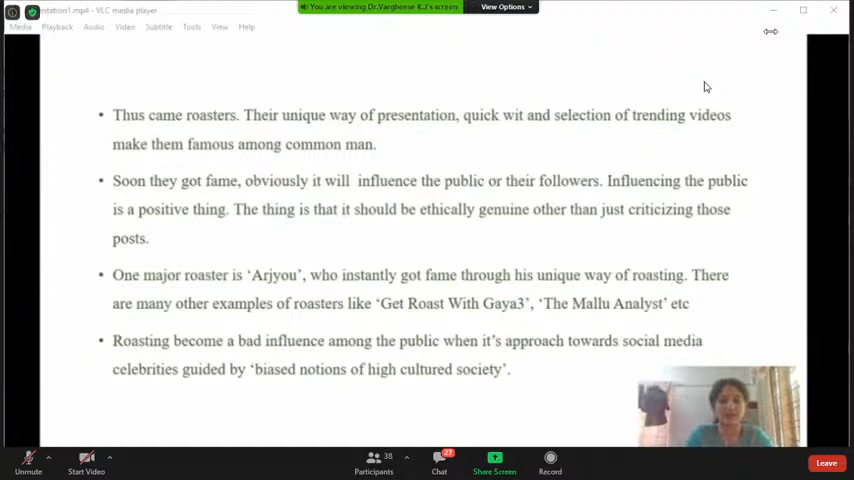 ntation1.mp4 - VLC media player
You are viewing Dr.Vargheese K.J's screen
View Options
Media Playback Audio Video Subtitle Tools View Help
• Thus came roasters. Their unique way of presentation, quick wit and selection of trending videos
make them famous among common man.
• Soon they got fame, obviously it will influence the public or their followers. Influencing the public
is a positive thing. The thing is that it should be ethically genuine other than just criticizing those
posts.
• One major roaster is ‘Arjyou’, who instantly got fame through his unique way of roasting. There
are many other examples of roasters like ‘Get Roast With Gaya3’, ‘The Mallu Analyst’ etc
• Roasting become a bad influence among the public when it’s approach towards social media
celebrities guided by ‘biased notions of high cultured society’.
Unmute
Start Video
38
Participants
27
Chat
Share Screen
Record
Leave